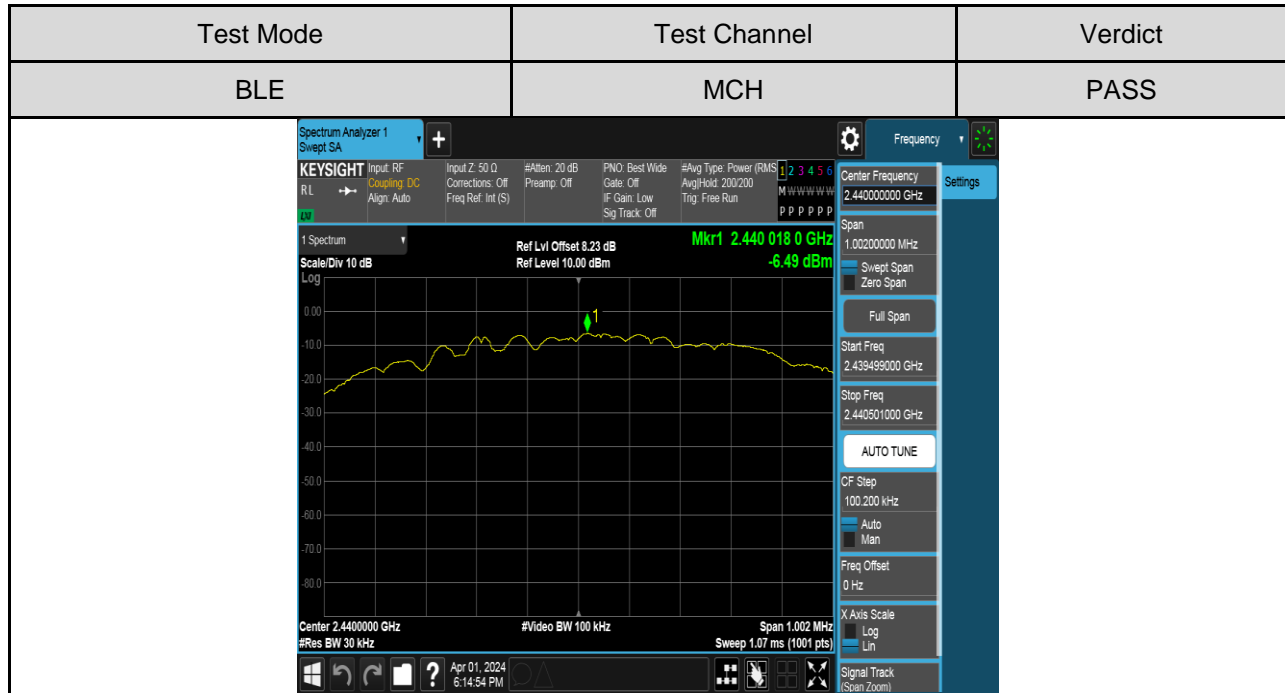 Test Mode Test Channel Verdict
BLE MCH PASS
Spectrum Analyzer 1
Swept SA
+
Frequency
KEYSIGHT Input: RF Input Z: 50 Ω #Atten: 20 dB PNO: Best Wide #Avg Type: Power (RMS 1 2 3 4 5 6
RL Coupling: DC Corrections: Off Preamp: Off Gate: Off Avg|Hold: 200/200 M W W W W W
Align: Auto Freq Ref: Int (S) IF Gain: Low Trig: Free Run
LXI Sig Track: Off P P P P P P
Center Frequency Settings
2.440000000 GHz
1 Spectrum Ref Lvl Offset 8.23 dB Mkr1 2.440 018 0 GHz
Scale/Div 10 dB Ref Level 10.00 dBm -6.49 dBm
Log
1
0.00
-10.0
-20.0
-30.0
-40.0
-50.0
-60.0
-70.0
-80.0
Center 2.4400000 GHz #Video BW 100 kHz Span 1.002 MHz
#Res BW 30 kHz Sweep 1.07 ms (1001 pts)
Span
1.00200000 MHz
Swept Span
Zero Span
Full Span
Start Freq
2.439499000 GHz
Stop Freq
2.440501000 GHz
AUTO TUNE
CF Step
100.200 kHz
Auto
Man
Freq Offset
0 Hz
X Axis Scale
Log
Lin
Signal Track
(Span Zoom)
? Apr 01, 2024
6:14:54 PM